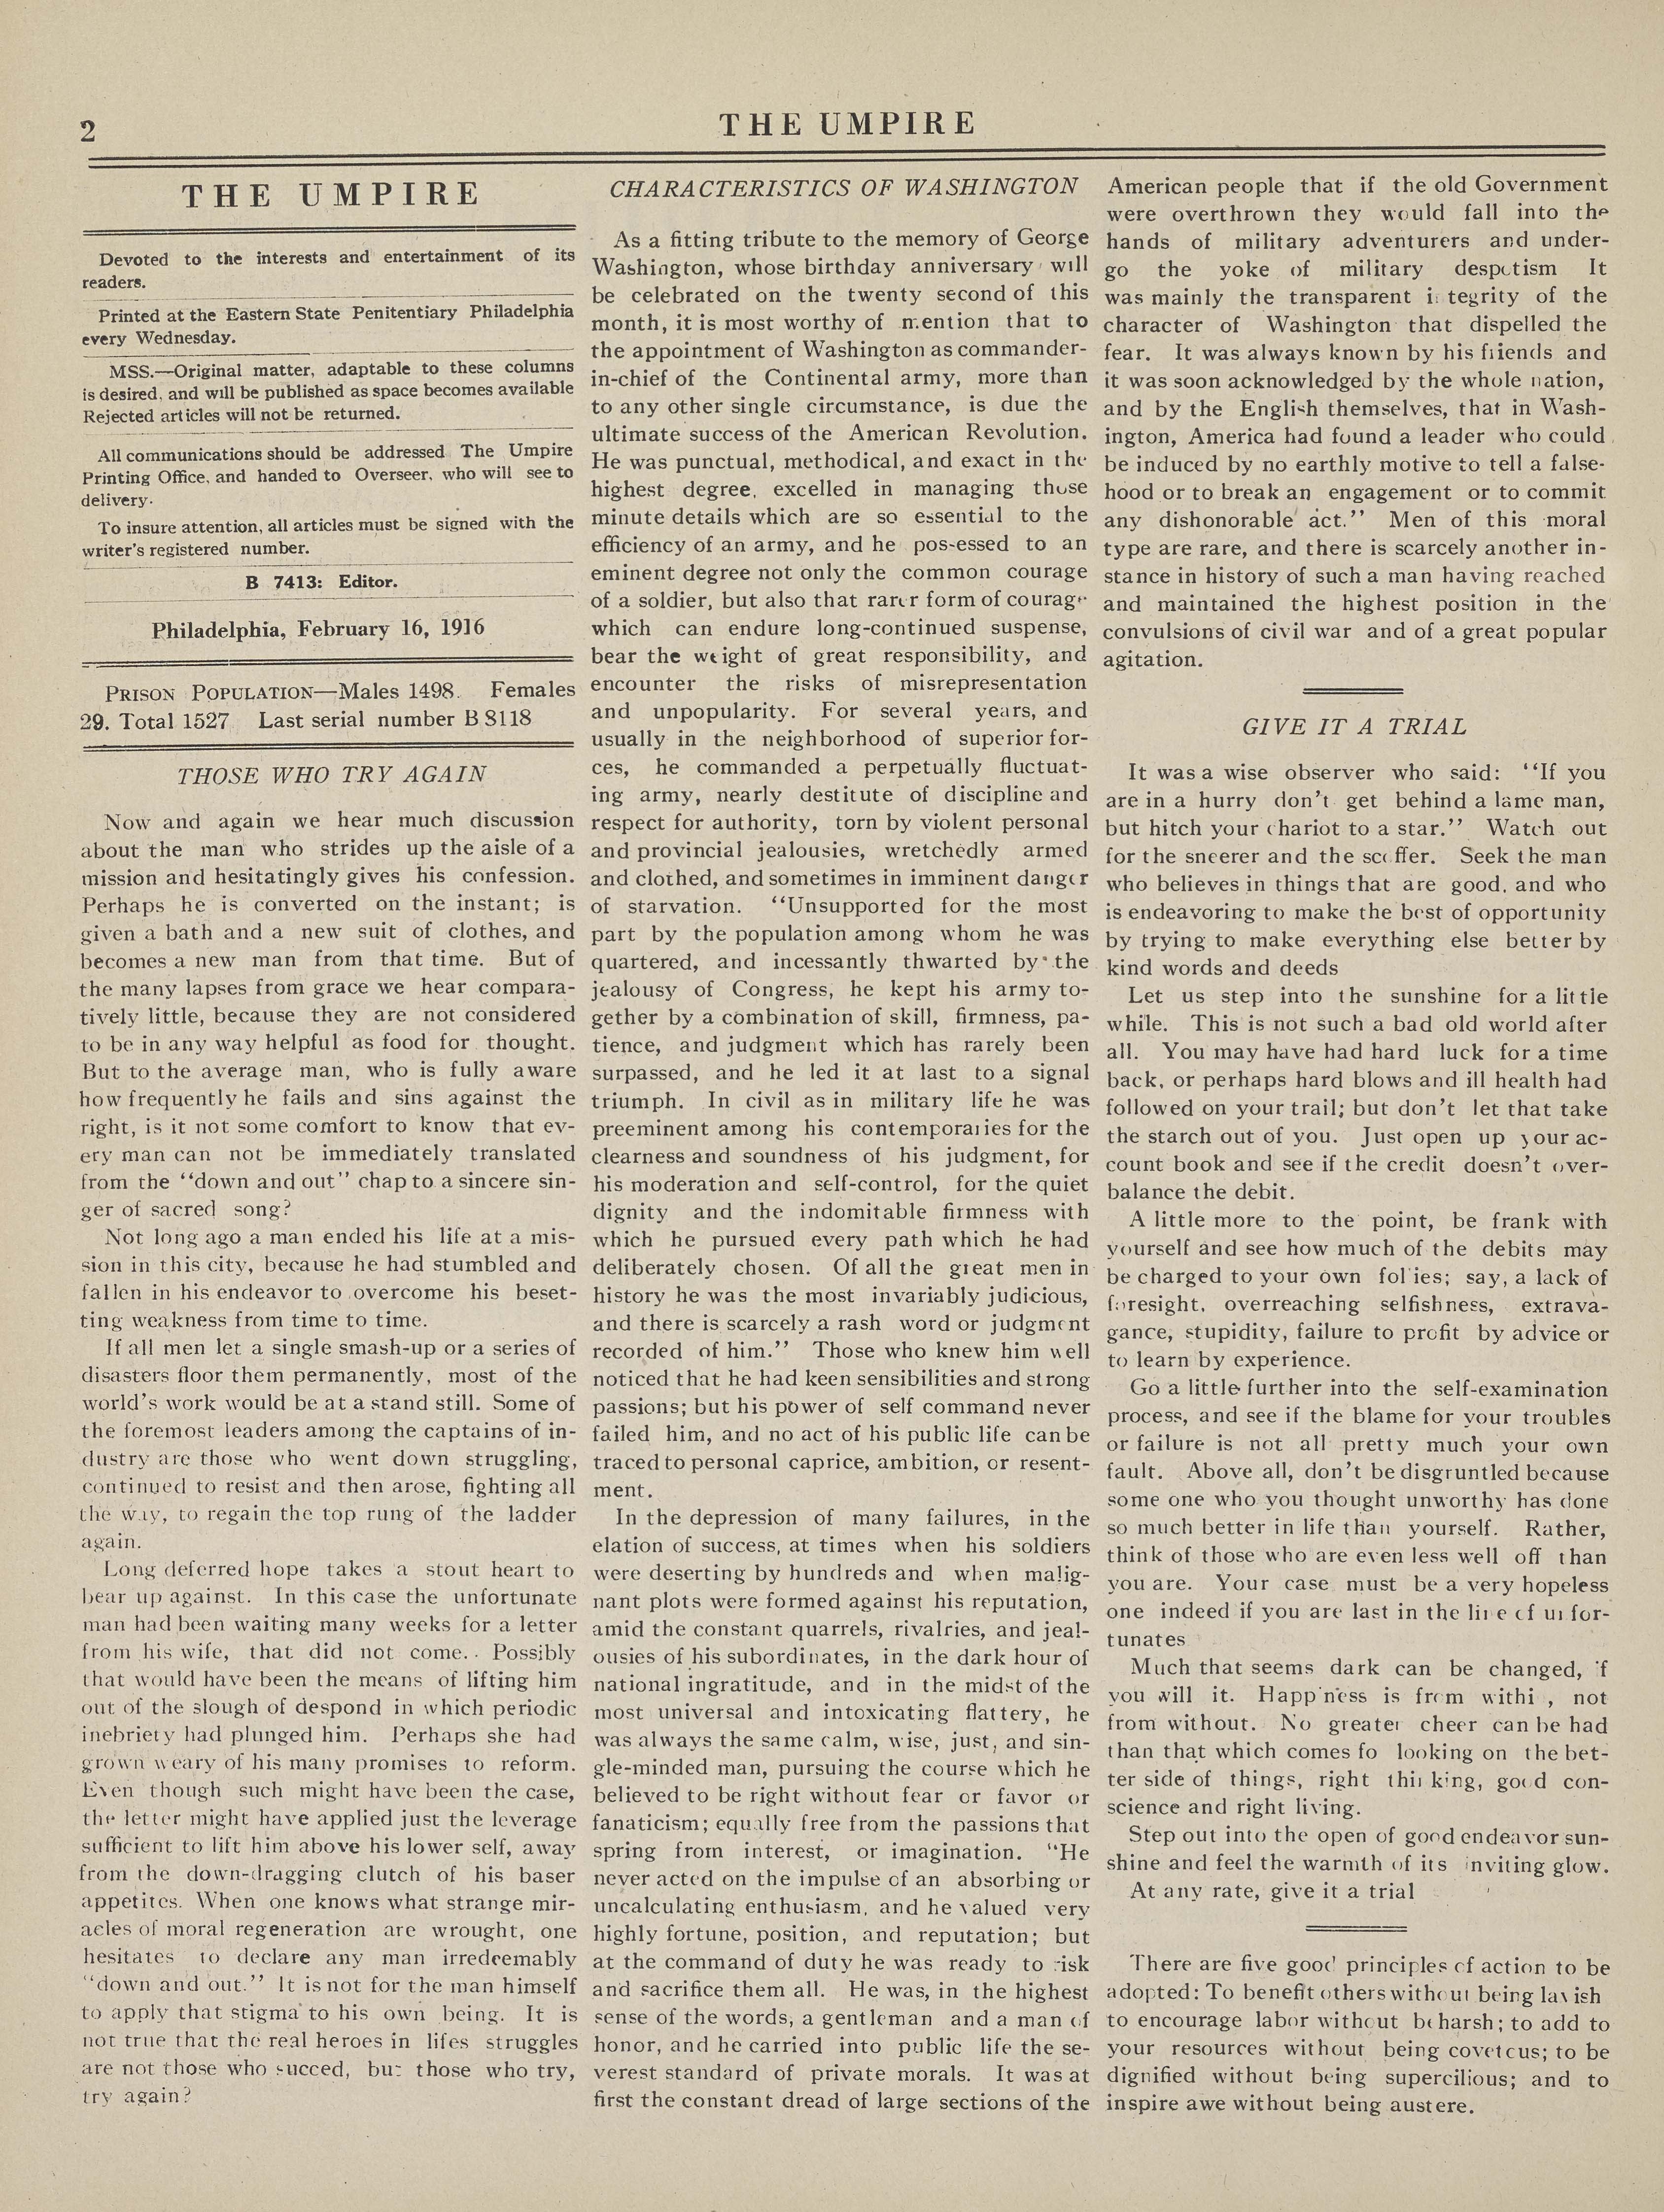 2
THE UMPIRE
THE UMPIRE
Devoted to the interests and entertainment of its
readers.
Printed at the Eastern State Penitentiary Philadelphia
every Wednesday.
MSS.—Original matter, adaptable to these columns
is desired, and will be published as space becomes available
Rejected articles will not be returned.
All communications should be addressed The Umpire
Printing Office, and handed to Overseer, who will see to
delivery.
To insure attention, all articles must be signed with the
writer's registered number.
B 7413: Editor.
Philadelphia, February 16, 1916
PRISON POPULATION—Males 1498. Females
29. Total 1527 Last serial number B 8118
THOSE WHO TRY AGAIN
Now and again we hear much discussion
about the man who strides up the aisle of a
mission and hesitatingly gives his confession.
Perhaps he is converted on the instant; is
given a bath and a new suit of clothes, and
becomes a new man from that time. But of
the many lapses from grace we hear compara-
tively little, because they are not considered
to be in any way helpful as food for thought.
But to the average man, who is fully aware
how frequently he fails and sins against the
right, is it not some comfort to know that ev-
ery man can not be immediately translated
from the "down and out" chap to a sincere sin-
ger of sacred song?
Not long ago a man ended his life at a mis-
sion in this city, because he had stumbled and
fallen in his endeavor to overcome his beset-
ting weakness from time to time.
If all men let a single smash-up or a series of
disasters floor them permanently, most of the
world's work would be at a stand still. Some of
the foremost leaders among the captains of in-
dustry are those who went down struggling,
continued to resist and then arose, fighting all
the way, to regain the top rung of the ladder
again.
Long deferred hope takes a stout heart to
bear up against. In this case the unfortunate
man had been waiting many weeks for a letter
from his wife, that did not come. Possibly
that would have been the means of lifting him
out of the slough of despond in which periodic
inebriety had plunged him. Perhaps she had
grown weary of his many promises to reform.
Even though such might have been the case,
the letter might have applied just the leverage
sufficient to lift him above his lower self, away
from the down-dragging clutch of his baser
appetites. When one knows what strange mir-
acles of moral regeneration are wrought, one
hesitates to declare any man irredeemably
"down and out." It is not for the man himself
to apply that stigma to his own being. It is
not true that the real heroes in lifes struggles
are not those who succed, but those who try,
try again?
CHARACTERISTICS OF WASHINGTON
As a fitting tribute to the memory of George
Washington, whose birthday anniversary will
be celebrated on the twenty second of this
month, it is most worthy of mention that to
the appointment of Washington as commander-
in-chief of the Continental army, more than
to any other single circumstance, is due the
ultimate success of the American Revolution.
He was punctual, methodical, and exact in the
highest degree, excelled in managing those
minute details which are so essential to the
efficiency of an army, and he possessed to an
eminent degree not only the common courage
of a soldier, but also that rarer form of courage
which can endure long-continued suspense,
bear the weight of great responsibility, and
encounter the risks of misrepresentation
and unpopularity. For several years, and
usually in the neighborhood of superior for-
ces, he commanded a perpetually fluctuat-
ing army, nearly destitute of discipline and
respect for authority, torn by violent personal
and provincial jealousies, wretchedly armed
and clothed, and sometimes in imminent danger
of starvation. "Unsupported for the most
part by the population among whom he was
quartered, and incessantly thwarted by the
jealousy of Congress, he kept his army to-
gether by a combination of skill, firmness, pa-
tience, and judgment which has rarely been
surpassed, and he led it at last to a signal
triumph. In civil as in military life he was
preeminent among his contemporaries for the
clearness and soundness of his judgment, for
his moderation and self-control, for the quiet
dignity and the indomitable firmness with
which he pursued every path which he had
deliberately chosen. Of all the great men in
history he was the most invariably judicious,
and there is scarcely a rash word or judgment
recorded of him." Those who knew him well
noticed that he had keen sensibilities and strong
passions; but his power of self command never
failed him, and no act of his public life can be
traced to personal caprice, ambition, or resent-
ment.
In the depression of many failures, in the
elation of success, at times when his soldiers
were deserting by hundreds and when malig-
nant plots were formed against his reputation,
amid the constant quarrels, rivalries, and jeal-
ousies of his subordinates, in the dark hour of
national ingratitude, and in the midst of the
most universal and intoxicating flattery, he
was always the same calm, wise, just, and sin-
gle-minded man, pursuing the course which he
believed to be right without fear or favor or
fanaticism; equally free from the passions that
spring from interest, or imagination. "He
never acted on the impulse of an absorbing or
uncalculating enthusiasm, and he valued very
highly fortune, position, and reputation; but
at the command of duty he was ready to risk
and sacrifice them all. He was, in the highest
sense of the words, a gentleman and a man of
honor, and he carried into public life the se-
verest standard of private morals. It was at
first the constant dread of large sections of the
American people that if the old Government
were overthrown they would fall into the
hands of military adventurers and under-
go the yoke of military despotism It
was mainly the transparent integrity of the
character of Washington that dispelled the
fear. It was always known by his friends and
it was soon acknowledged by the whole nation,
and by the English themselves, that in Wash-
ington, America had found a leader who could
be induced by no earthly motive to tell a false-
hood or to break an engagement or to commit
any dishonorable act." Men of this moral
type are rare, and there is scarcely another in-
stance in history of such a man having reached
and maintained the highest position in the
convulsions of civil war and of a great popular
agitation.
GIVE IT A TRIAL
It was a wise observer who said: "If you
are in a hurry don't get behind a lame man,
but hitch your chariot to a star." Watch out
for the sneerer and the scoffer. Seek the man
who believes in things that are good, and who
is endeavoring to make the best of opportunity
by trying to make everything else better by
kind words and deeds
Let us step into the sunshine for a little
while. This is not such a bad old world after
all. You may have had hard luck for a time
back, or perhaps hard blows and ill health had
followed on your trail; but don't let that take
the starch out of you. Just open up your ac-
count book and see if the credit doesn't over-
balance the debit.
A little more to the point, be frank with
yourself and see how much of the debits may
be charged to your own follies; say, a lack of
foresight, overreaching selfishness, extrava-
gance, stupidity, failure to profit by advice or
to learn by experience.
Go a little further into the self-examination
process, and see if the blame for your troubles
or failure is not all pretty much your own
fault. Above all, don't be disgruntled because
some one who you thought unworthy has done
so much better in life than yourself. Rather,
think of those who are even less well off than
you are. Your case must be a very hopeless
one indeed if you are last in the line of unfor-
tunates
Much that seems dark can be changed, if
you will it. Happiness is from within, not
from without. No greater cheer can be had
than that which comes fo looking on the bet-
ter side of things, right thinking, good con-
science and right living.
Step out into the open of good endeavor sun-
shine and feel the warmth of its inviting glow.
At any rate, give it a trial
There are five good principles of action to be
adopted: To benefit others without being lavish
to encourage labor without be harsh; to add to
your resources without being covetous; to be
dignified without being supercilious; and to
inspire awe without being austere.